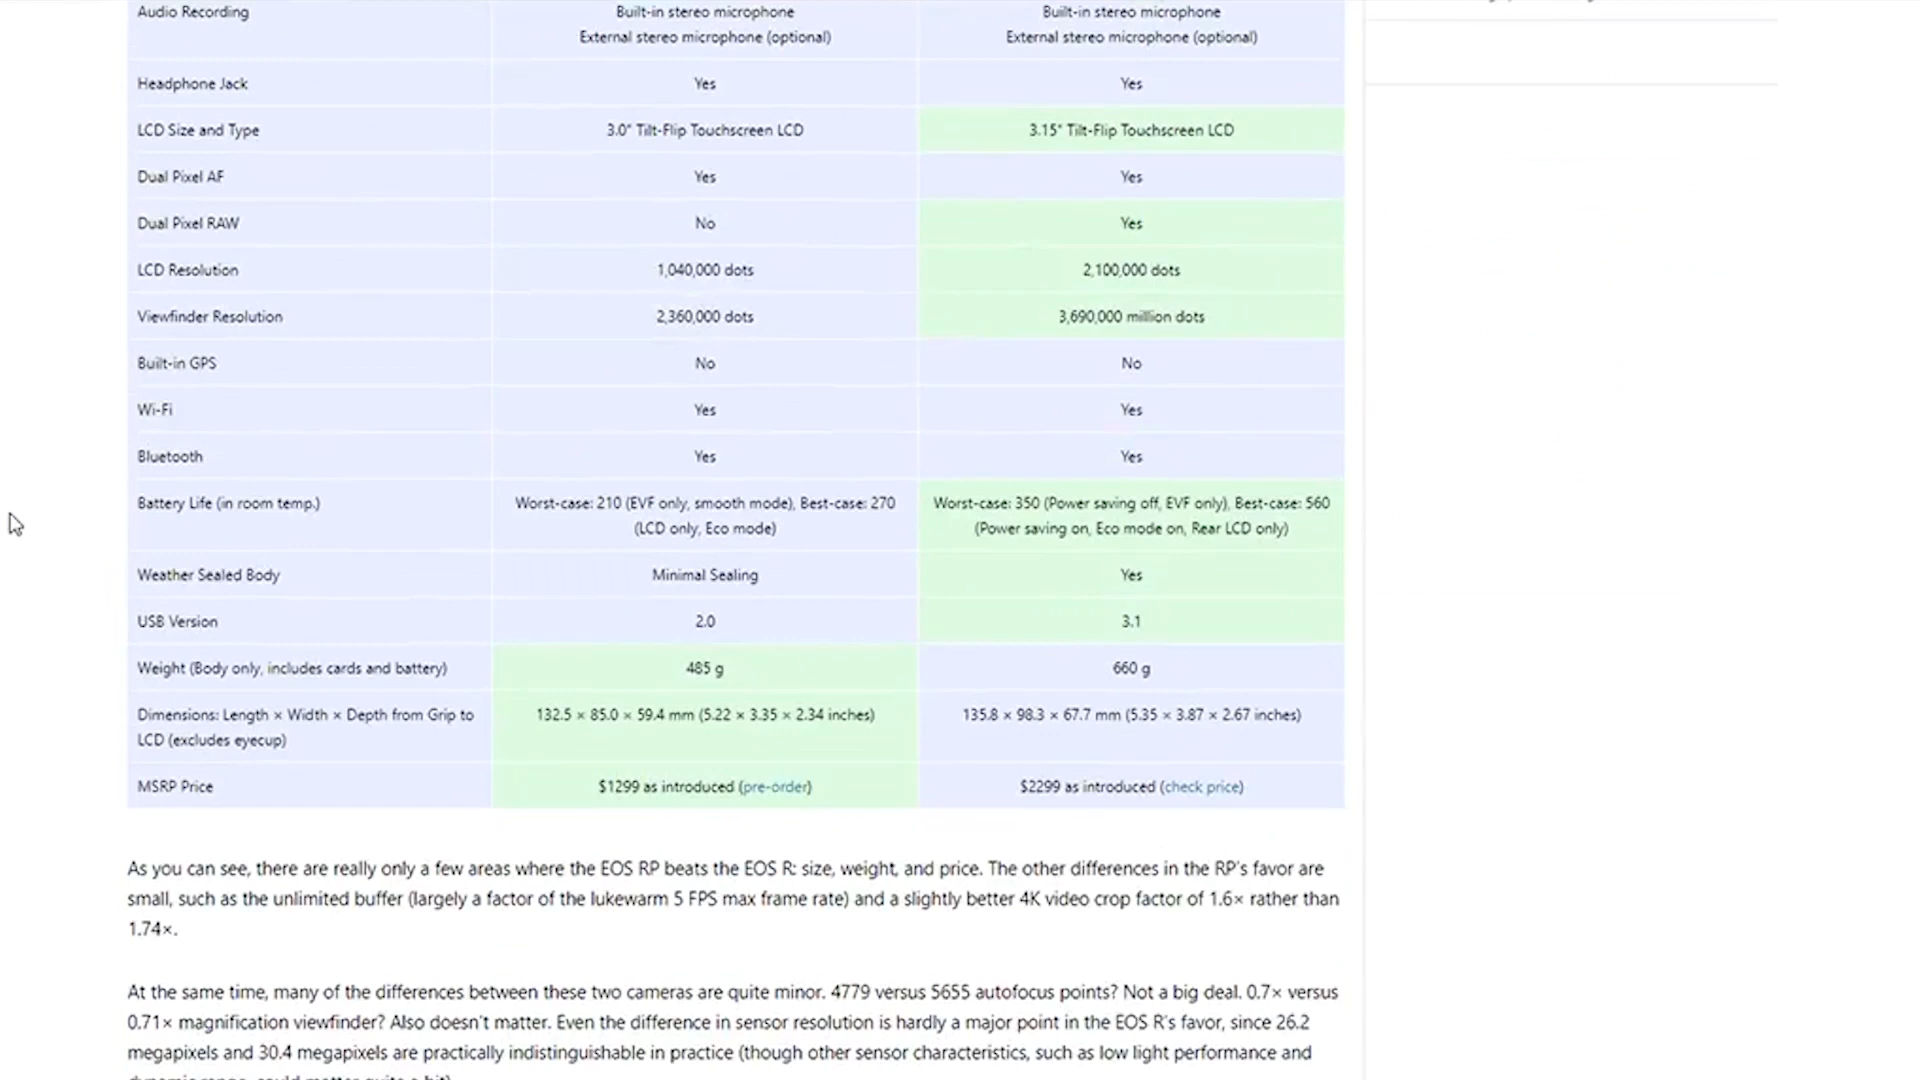 Audio Recording
Built-in stereo microphone
External stereo microphone (optional)
Built-in stereo microphone
External stereo microphone (optional)
Headphone Jack
Yes
Yes
LCD Size and Type
3.0" Tilt-Flip Touchscreen LCD
3.15" Tilt-Flip Touchscreen LCD
Dual Pixel AF
Yes
Yes
Dual Pixel RAW
No
Yes
LCD Resolution
1,040,000 dots
2,100,000 dots
Viewfinder Resolution
2,360,000 dots
3,690,000 million dots
Built-in GPS
No
No
Wi-Fi
Yes
Yes
Bluetooth
Yes
Yes
Battery Life (in room temp.)
Worst-case: 210 (EVF only, smooth mode), Best-case: 270
(LCD only, Eco mode)
Worst-case: 350 (Power saving off, EVF only), Best-case: 560
(Power saving on, Eco mode on, Rear LCD only)
Weather Sealed Body
Minimal Sealing
Yes
USB Version
2.0
3.1
Weight (Body only, includes cards and battery)
485 g
660 g
Dimensions: Length × Width × Depth from Grip to
LCD (excludes eyecup)
132.5 × 85.0 × 59.4 mm (5.22 × 3.35 × 2.34 inches)
135.8 × 98.3 × 67.7 mm (5.35 × 3.87 × 2.67 inches)
MSRP Price
$1299 as introduced (pre-order)
$2299 as introduced (check price)
As you can see, there are really only a few areas where the EOS RP beats the EOS R: size, weight, and price. The other differences in the RP's favor are
small, such as the unlimited buffer (largely a factor of the lukewarm 5 FPS max frame rate) and a slightly better 4K video crop factor of 1.6× rather than
1.74×.
At the same time, many of the differences between these two cameras are quite minor. 4779 versus 5655 autofocus points? Not a big deal. 0.7× versus
0.71× magnification viewfinder? Also doesn't matter. Even the difference in sensor resolution is hardly a major point in the EOS R's favor, since 26.2
megapixels and 30.4 megapixels are practically indistinguishable in practice (though other sensor characteristics, such as low light performance and